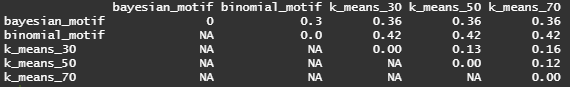 bayesian_motif binomial_motif k_means_30 k_means_50 k_means_70
bayesian_motif 0 0.3 0.36 0.36 0.36
binomial_motif NA 0.0 0.42 0.42 0.42
k_means_30 NA NA 0.00 0.13 0.16
k_means_50 NA NA NA 0.00 0.12
k_means_70 NA NA NA NA 0.00